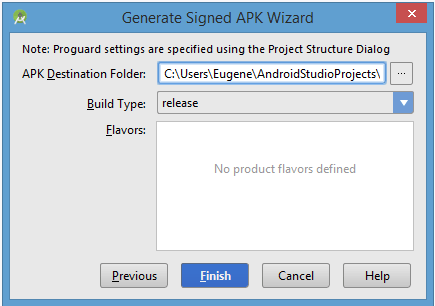 Generate Signed APK Wizard
Note: Proguard settings are specified using the Project Structure Dialog
APK Destination Folder: C:\Users\Eugene\AndroidStudioProjects\ ...
Build Type: release
Flavors:
No product flavors defined
Previous Finish Cancel Help